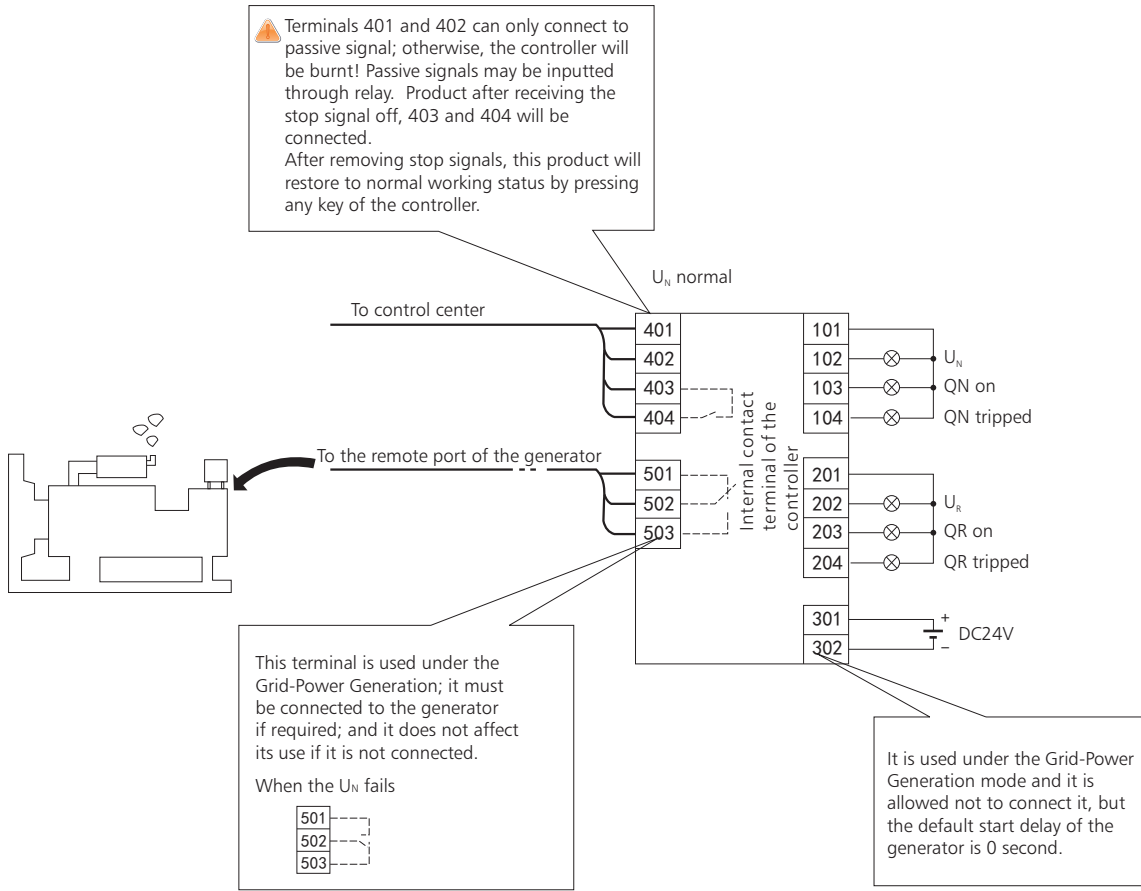 Terminals 401 and 402 can only connect to
passive signal; otherwise, the controller will
be burnt! Passive signals may be inputted
through relay.  Product after receiving the
stop signal off, 403 and 404 will be
connected.
After removing stop signals, this product will
restore to normal working status by pressing
any key of the controller.
UN normal
To control center
401
402
403
404
To the remote port of the generator
501
502
503
Internal contact
terminal of the
controller
101
102
103
104
UN
QN on
QN tripped
201
202
203
204
UR
QR on
QR tripped
301
302
+
DC24V
−
This terminal is used under the
Grid-Power Generation; it must
be connected to the generator
if required; and it does not affect
its use if it is not connected.
When the UN fails
501
502
503
It is used under the Grid-Power
Generation mode and it is
allowed not to connect it, but
the default start delay of the
generator is 0 second.